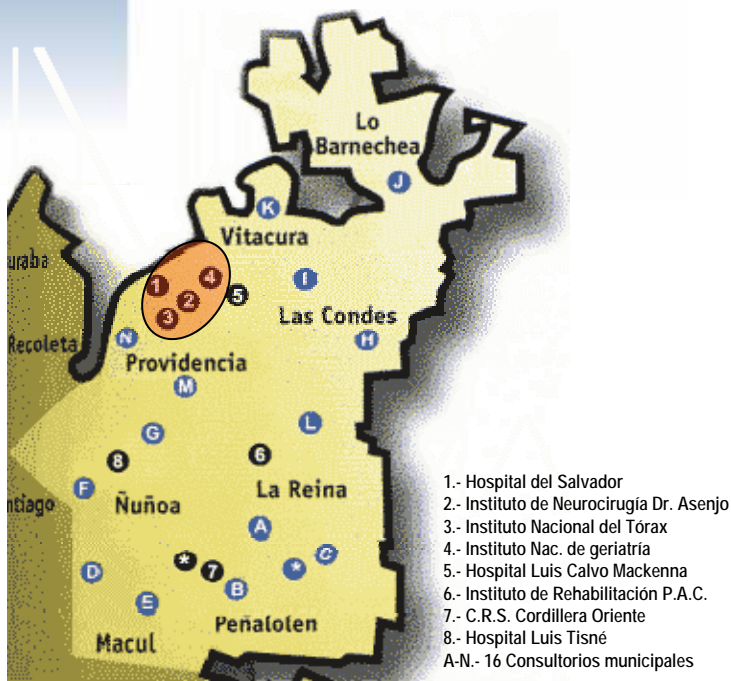 Lo
Barnechea
J
K
Vitacura
uraba
1
4
2
5
I
3
Las Condes
Recoleta
N
H
Providencia
M
L
G
8
6
F
La Reina
ntiago
Ñuñoa
A
C
*
7
*
D
B
E
Peñalolen
Macul
1.- Hospital del Salvador
2.- Instituto de Neurocirugía Dr. Asenjo
3.- Instituto Nacional del Tórax
4.- Instituto Nac. de geriatría
5.- Hospital Luis Calvo Mackenna
6.- Instituto de Rehabilitación P.A.C.
7.- C.R.S. Cordillera Oriente
8.- Hospital Luis Tisné
A-N.- 16 Consultorios municipales